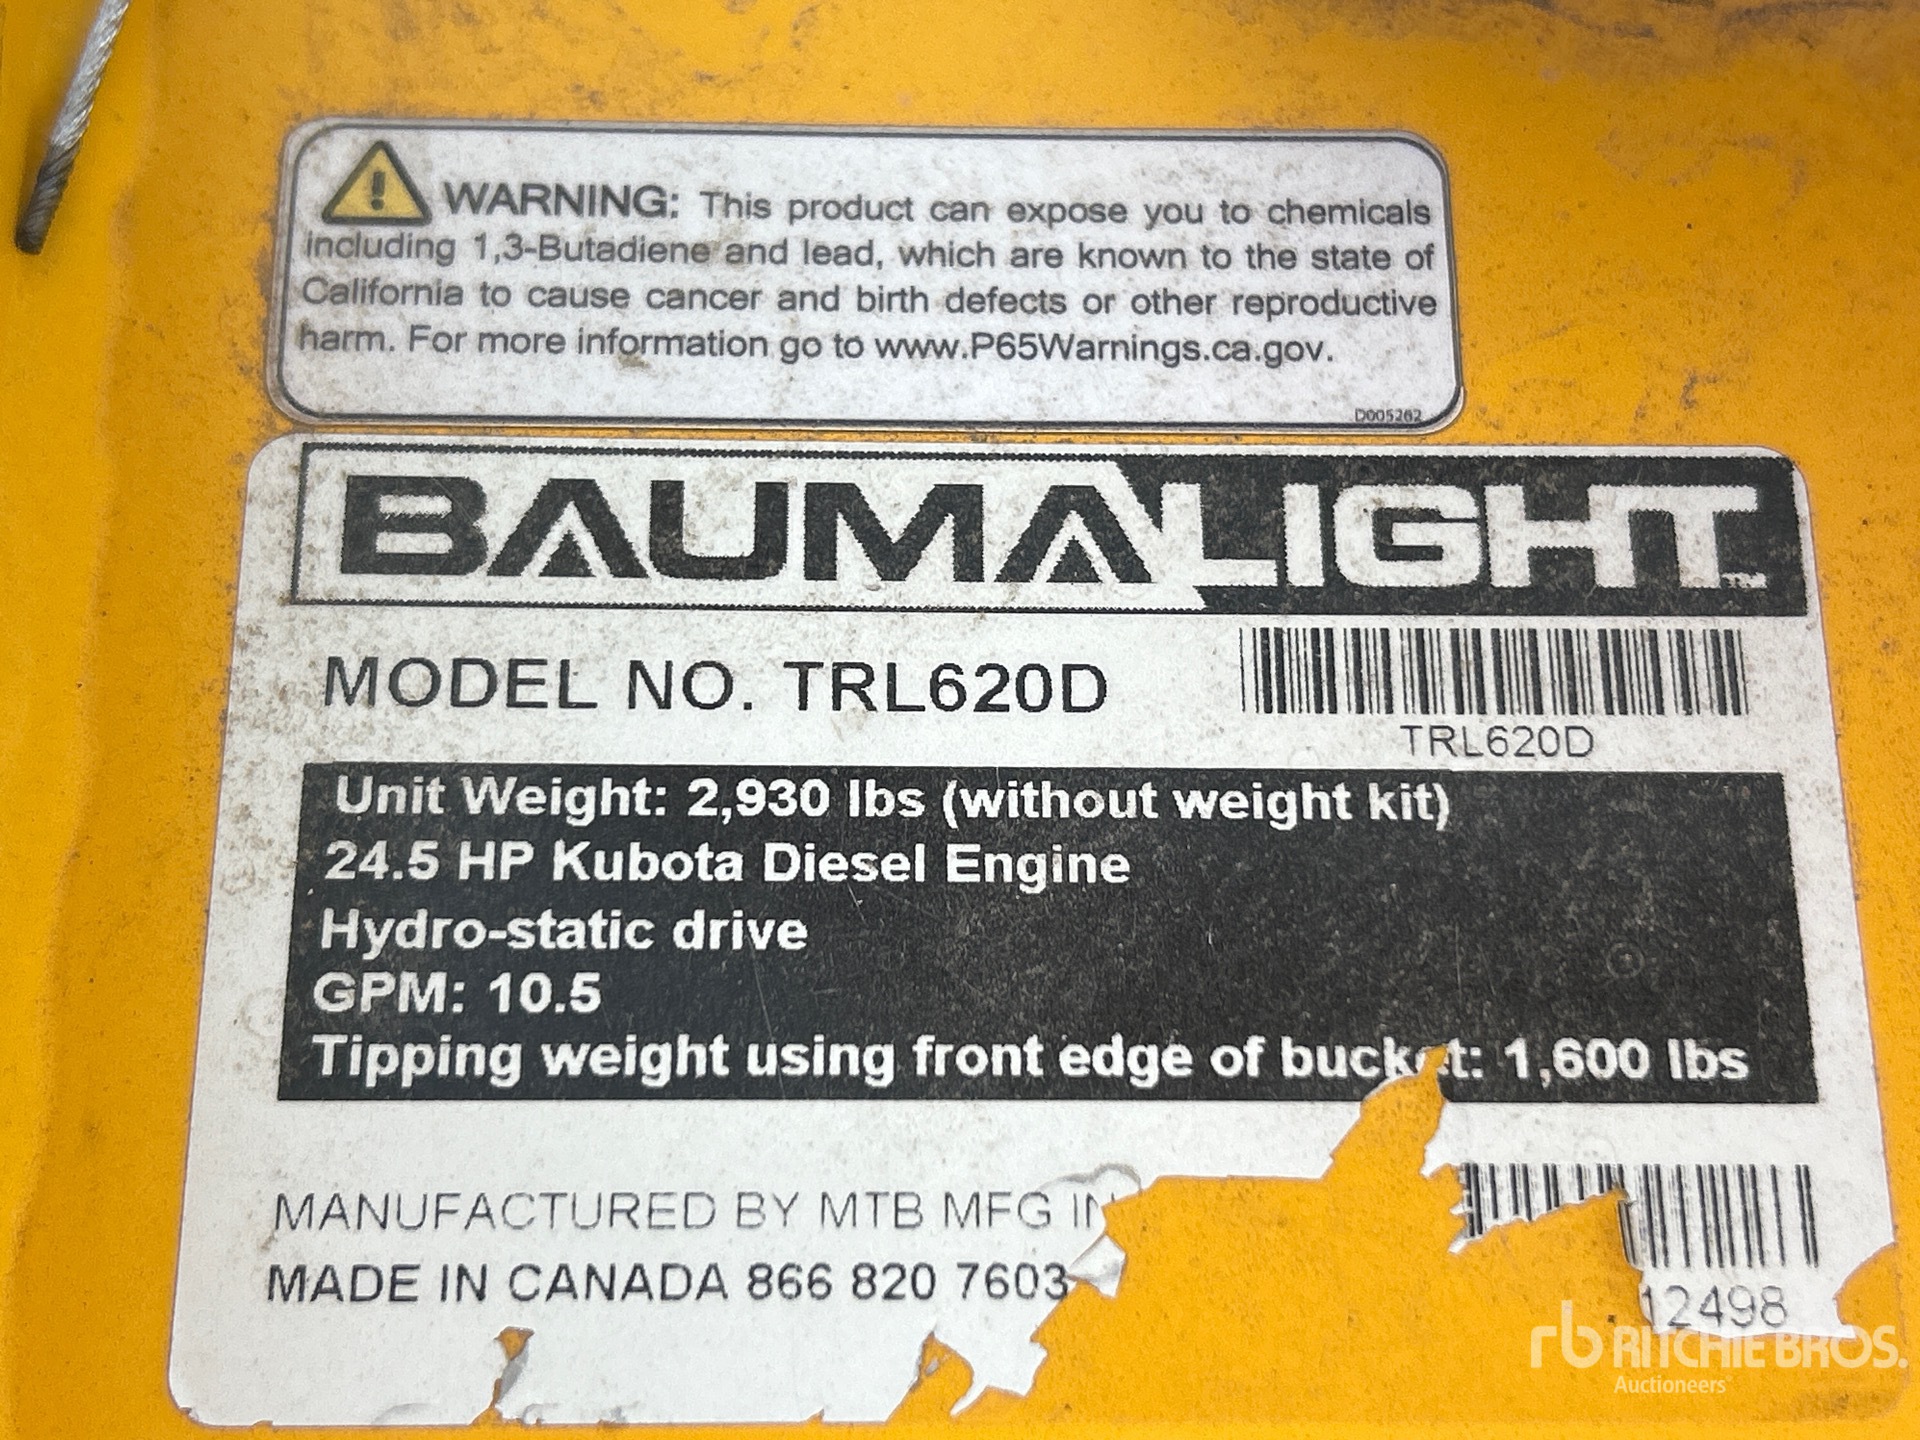 WARNING: This product can expose you to chemicals
including 1,3-Butadiene and lead, which are known to the state of
California to cause cancer and birth defects or other reproductive
harm. For more information go to www.P65Warnings.ca.gov.
D005262
BAUMALIGHT™
MODEL NO. TRL620D
TRL620D
Unit Weight: 2,930 lbs (without weight kit)
24.5 HP Kubota Diesel Engine
Hydro-static drive
GPM: 10.5
Tipping weight using front edge of bucket: 1,600 lbs
MANUFACTURED BY MTB MFG IN
MADE IN CANADA 866 820 7603
12498
rb RITCHIE BROS.
Auctioneers